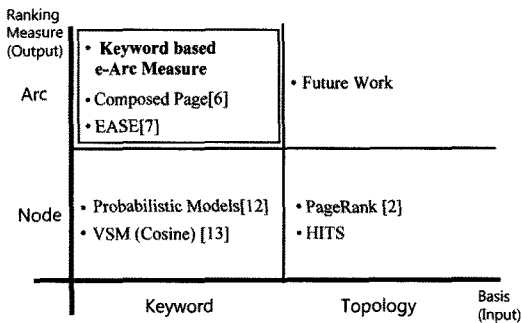 Ranking
Measure
(Output)
Arc
• Keyword based
e-Arc Measure
• Composed Page[6]
• EASE[7]
• Future Work
Node
• Probabilistic Models[12]
• VSM (Cosine) [13]
• PageRank [2]
• HITS
Keyword
Topology
Basis
(Input)